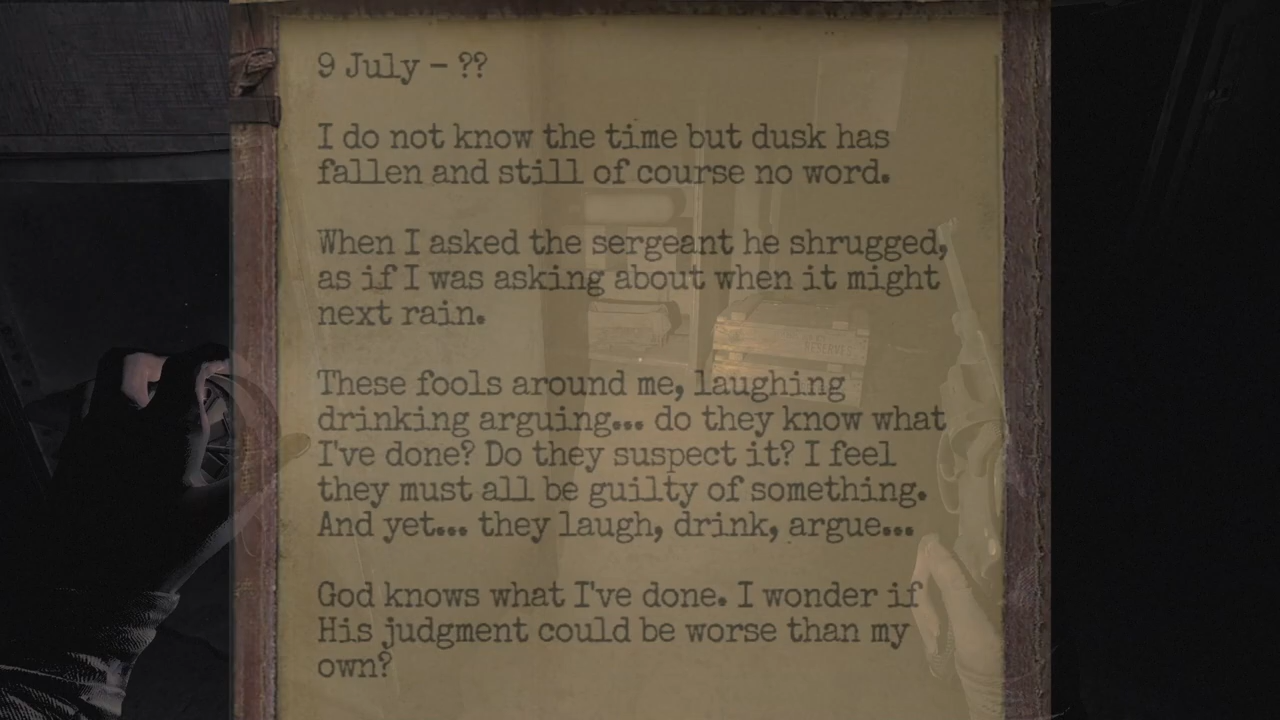 9 July – ??
I do not know the time but dusk has
fallen and still of course no word.
When I asked the sergeant he shrugged,
as if I was asking about when it might
next rain.
These fools around me, laughing
drinking arguing... do they know what
I've done? Do they suspect it? I feel
they must all be guilty of something.
And yet... they laugh, drink, argue...
God knows what I've done. I wonder if
His judgment could be worse than my
own?
RESERVES